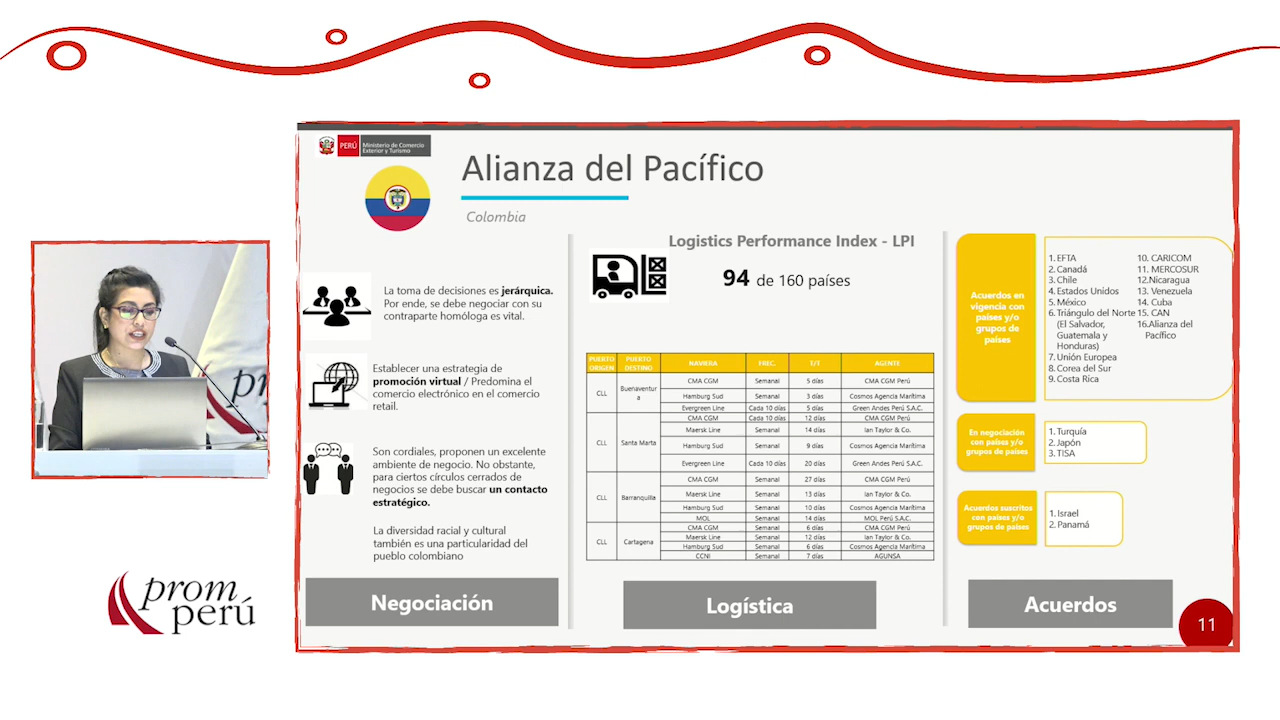 PERÚ
Ministerio de Comercio
Exterior y Turismo
Alianza del Pacífico
Colombia
La toma de decisiones es jerárquica.
Por ende, se debe negociar con su
contraparte homóloga es vital.
Establecer una estrategia de
promoción virtual / Predomina el
comercio electrónico en el comercio
retail.
Son cordiales, proponen un excelente
ambiente de negocio. No obstante,
para ciertos círculos cerrados de
negocios se debe buscar un contacto
estratégico.
La diversidad racial y cultural
también es una particularidad del
pueblo colombiano
Negociación
Logistics Performance Index - LPI
94 de 160 países
PUERTO ORIGEN PUERTO DESTINO NAVIERA FREC. T/T AGENTE
CLL Buenaventura CMA CGM Semanal 5 días CMA CGM Perú
Hamburg Sud Semanal 3 días Cosmos Agencia Marítima
Evergreen Line Cada 10 días 5 días Green Andes Perú S.A.C.
CLL Santa Marta CMA CGM Cada 10 días 12 días CMA CGM Perú
Maersk Line Semanal 14 días Ian Taylor & Co.
Hamburg Sud Semanal 9 días Cosmos Agencia Marítima
Evergreen Line Cada 10 días 20 días Green Andes Perú S.A.C.
CLL Barranquilla CMA CGM Semanal 27 días CMA CGM Perú
Maersk Line Semanal 13 días Ian Taylor & Co.
Hamburg Sud Semanal 10 días Cosmos Agencia Marítima
MOL Semanal 14 días MOL Perú S.A.C.
CLL Cartagena CMA CGM Semanal 6 días CMA CGM Perú
Maersk Line Semanal 12 días Ian Taylor & Co.
Hamburg Sud Semanal 6 días Cosmos Agencia Marítima
CCNI Semanal 7 días AGUNSA
Logística
Acuerdos en
vigencia con
países y/o
grupos de
países
1. EFTA
2. Canadá
3. Chile
4. Estados Unidos
5. México
6. Triángulo del Norte
(El Salvador,
Guatemala y
Honduras)
7. Unión Europea
8. Corea del Sur
9. Costa Rica
10. CARICOM
11. MERCOSUR
12.Nicaragua
13. Venezuela
14. Cuba
15. CAN
16.Alianza del
Pacífico
En negociación
con países y/o
grupos de países
1. Turquía
2. Japón
3. TISA
Acuerdos suscritos
con países y/o
grupos de países
1. Israel
2. Panamá
Acuerdos
11
prom
perú